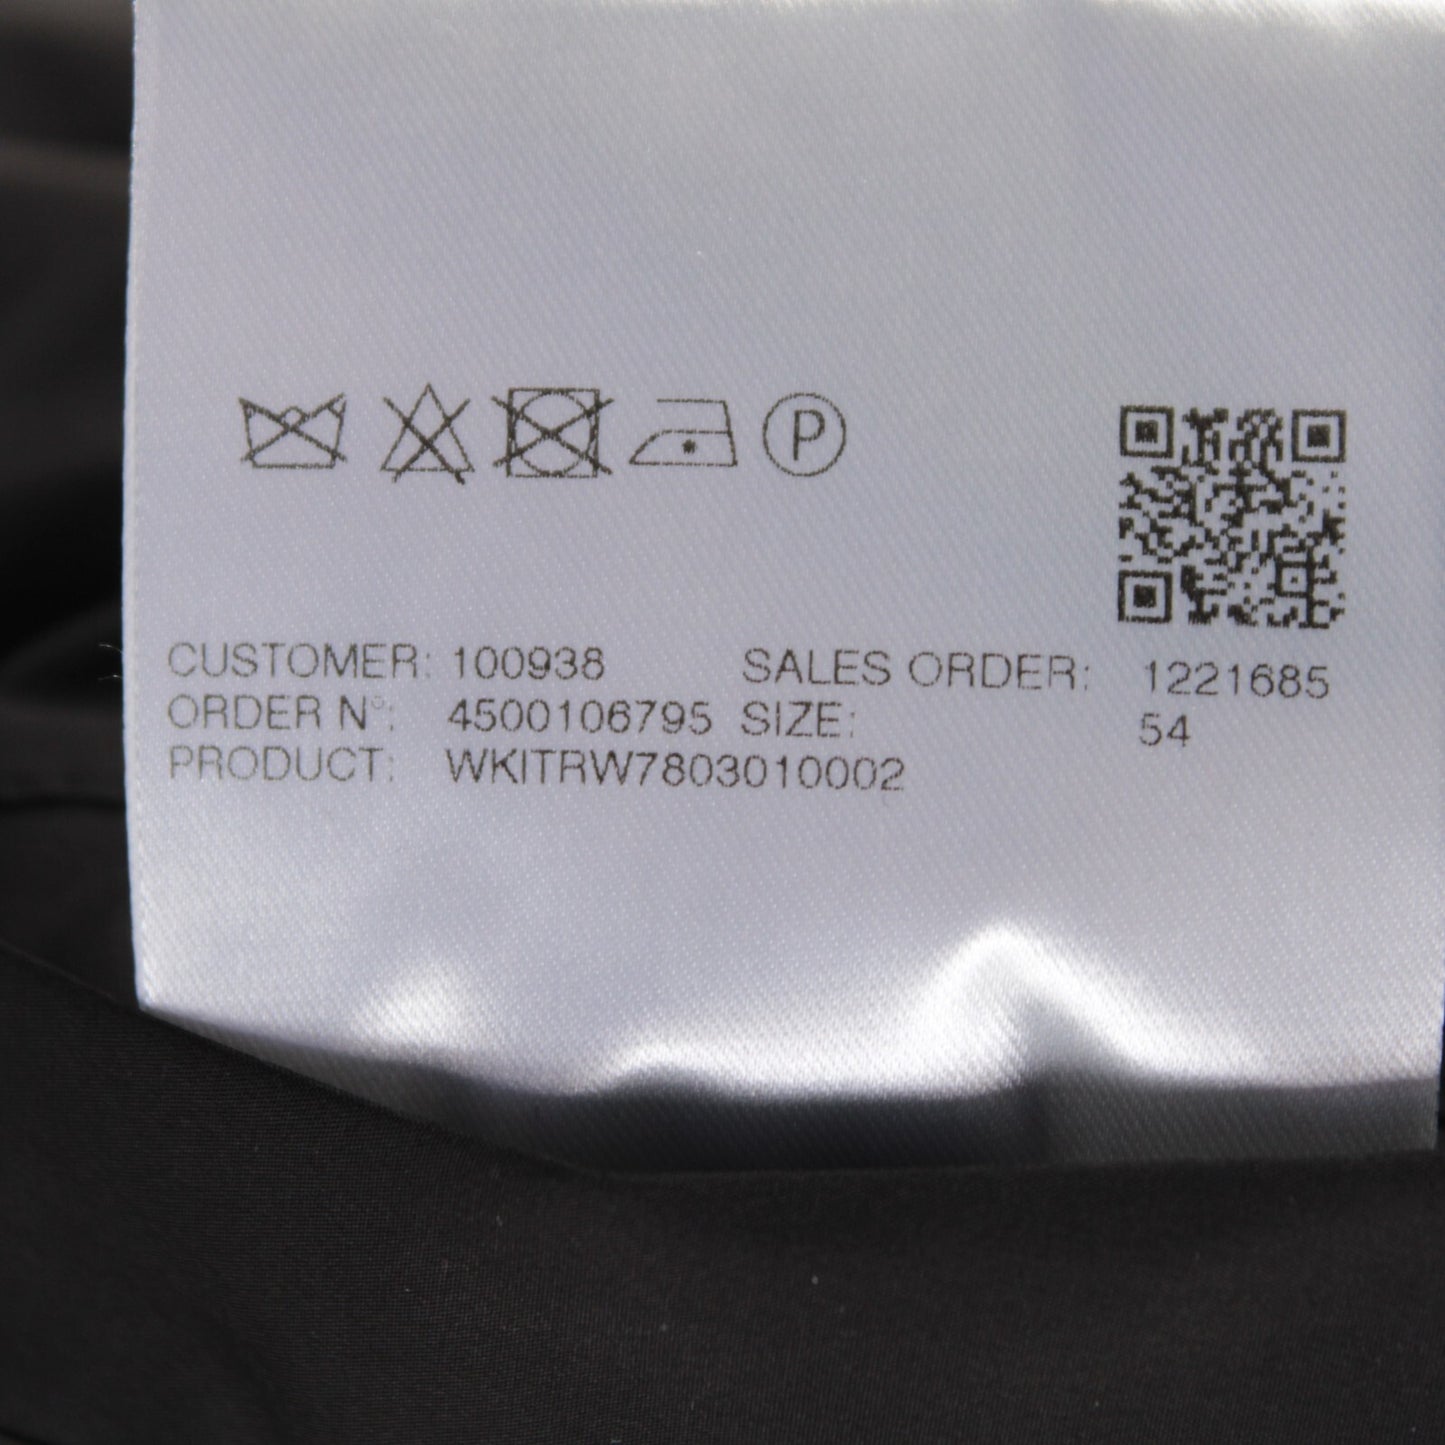 P
CUSTOMER: 100938 SALES ORDER: 1221685
ORDER N°: 4500106795 SIZE: 54
PRODUCT: WKITRW7803010002